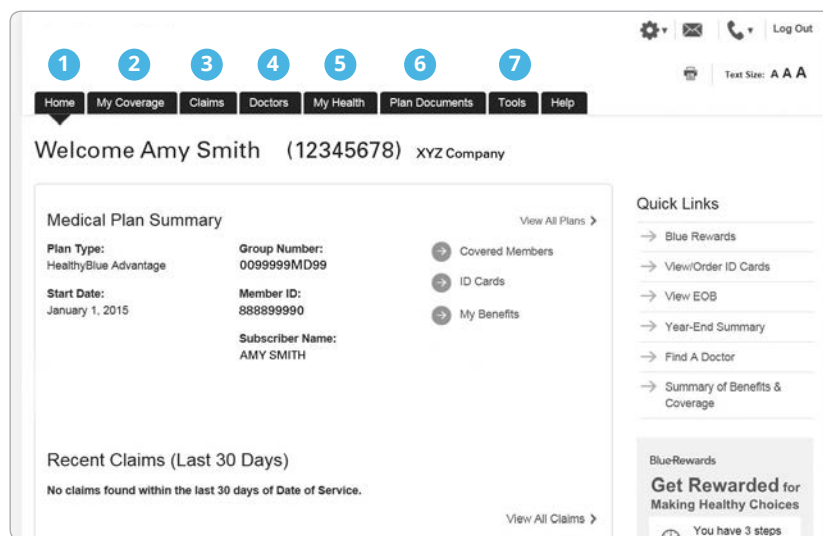 Log Out
Text Size: A A A
1 2 3 4 5 6 7
Home My Coverage Claims Doctors My Health Plan Documents Tools Help
Welcome Amy Smith (12345678) XYZ Company
Medical Plan Summary
View All Plans
Plan Type:
HealthyBlue Advantage
Start Date:
January 1, 2015
Group Number:
0099999MD99
Member ID:
888899990
Subscriber Name:
AMY SMITH
Covered Members
ID Cards
My Benefits
Recent Claims (Last 30 Days)
No claims found within the last 30 days of Date of Service.
View All Claims
Quick Links
Blue Rewards
View/Order ID Cards
View EOB
Year-End Summary
Find A Doctor
Summary of Benefits &
Coverage
BlueRewards
Get Rewarded for
Making Healthy Choices
You have 3 steps